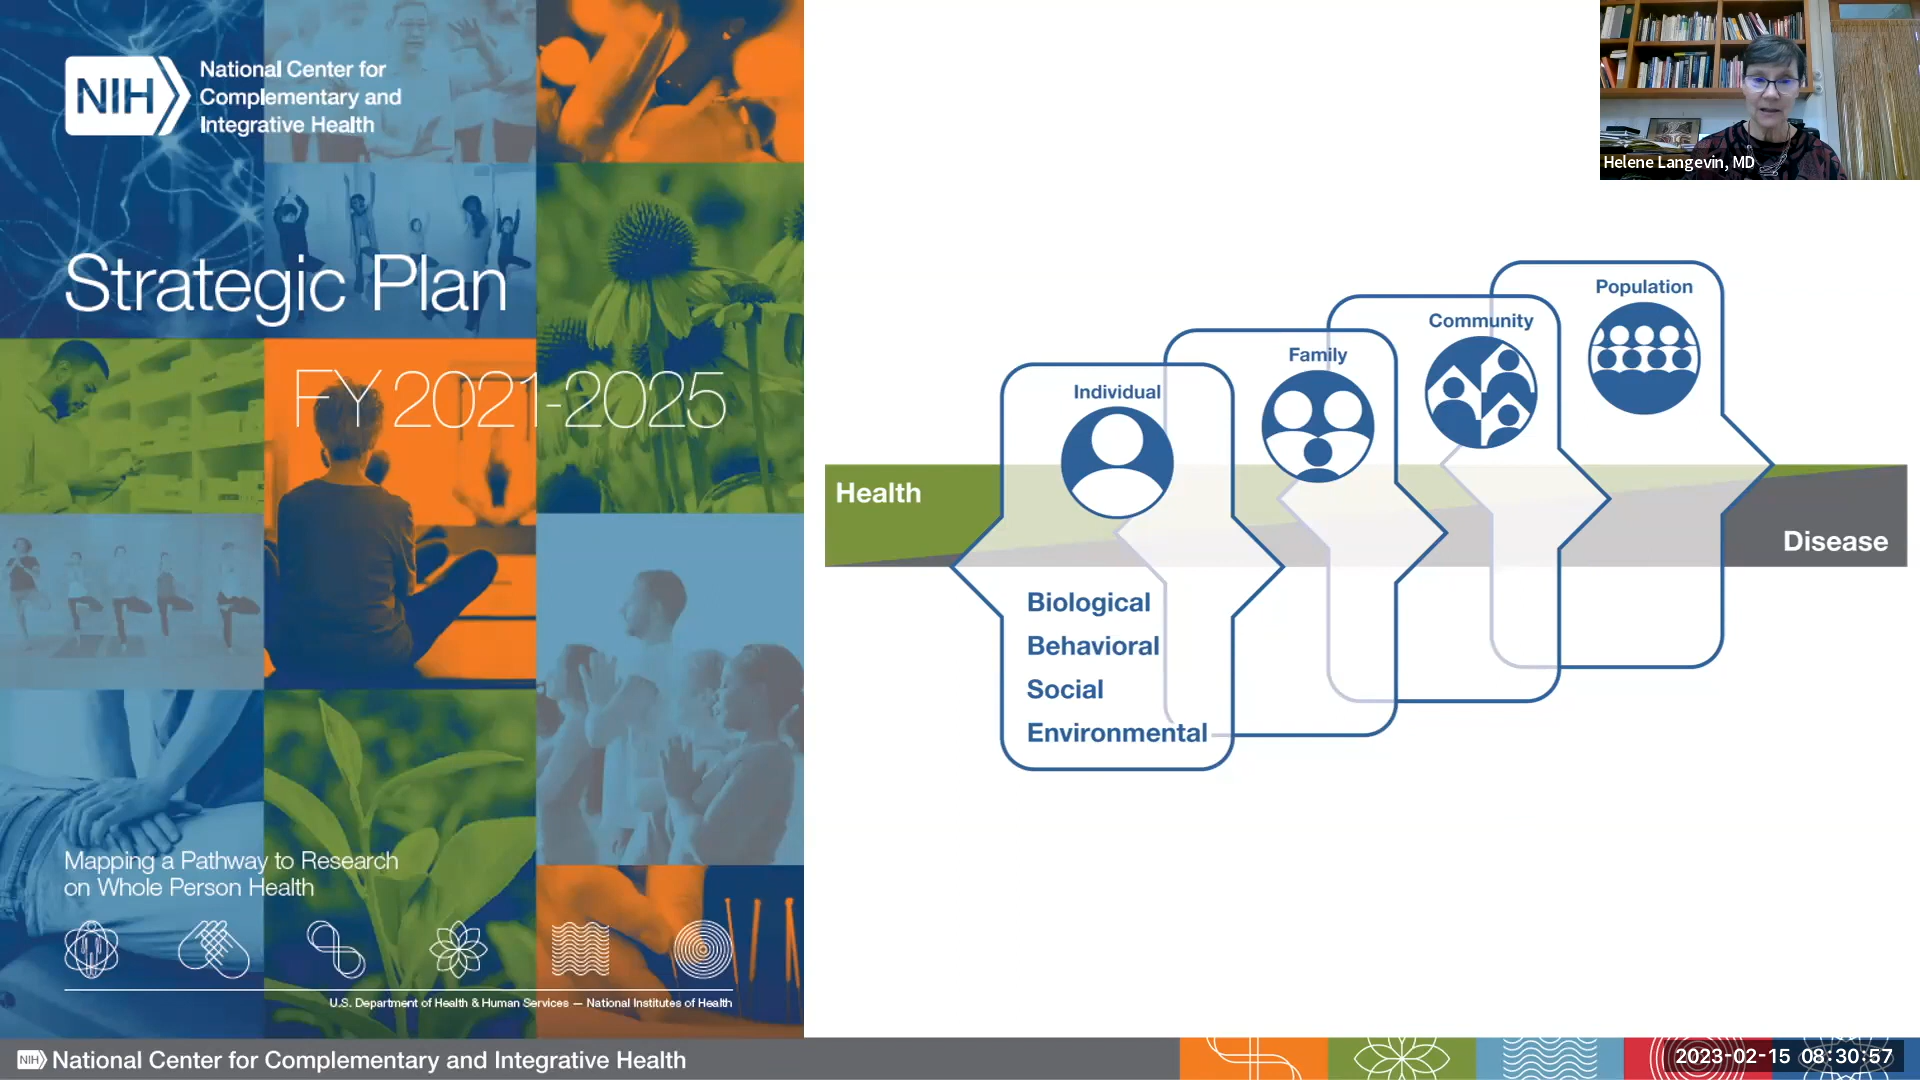 NIH
National Center for
Complementary and
Integrative Health
Strategic Plan
FY 2021-2025
Mapping a Pathway to Research
on Whole Person Health
U.S. Department of Health & Human Services — National Institutes of Health
Helene Langevin, MD
Population
Community
Family
Individual
Health
Disease
Biological
Behavioral
Social
Environmental
NIH National Center for Complementary and Integrative Health
2023-02-15 08:30:57